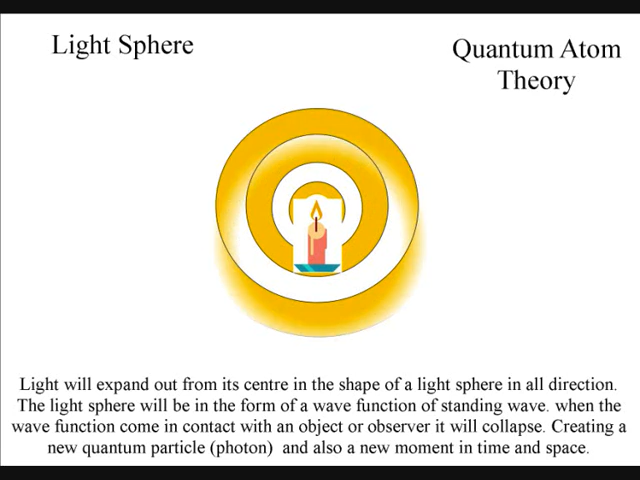 Light Sphere
Quantum Atom
Theory
Light will expand out from its centre in the shape of a light sphere in all direction.
The light sphere will be in the form of a wave function of standing wave. when the
wave function come in contact with an object or observer it will collapse. Creating a
new quantum particle (photon) and also a new moment in time and space.